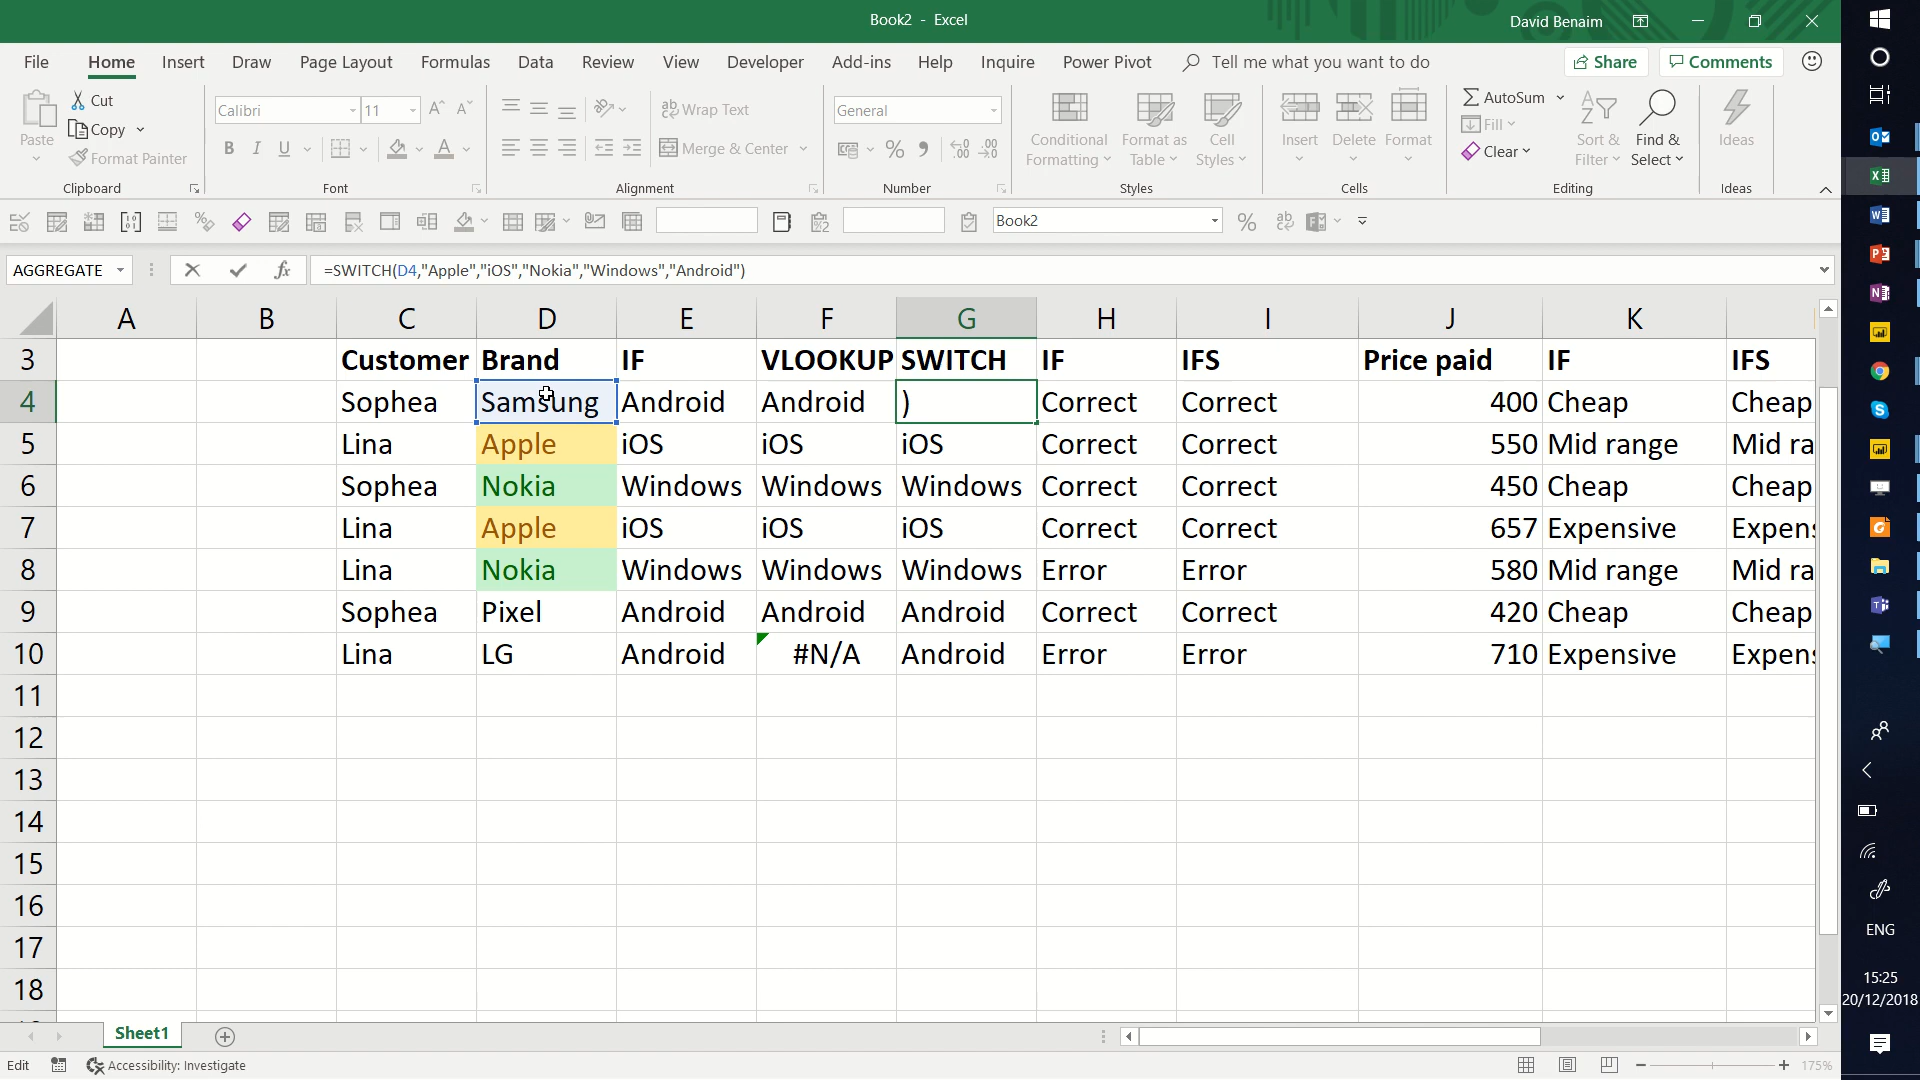 Book2 - Excel
David Benaim
File Home Insert Draw Page Layout Formulas Data Review View Developer Add-ins Help Inquire Power Pivot Tell me what you want to do Share Comments
Paste
Cut
Copy
Format Painter
Clipboard
Calibri 11
B I U
Font
Wrap Text
Merge & Center
Alignment
General
Number
Conditional Formatting
Format as Table
Cell Styles
Styles
Insert
Delete
Format
Cells
AutoSum
Fill
Clear
Sort & Filter
Find & Select
Editing
Ideas
Ideas
Book2
AGGREGATE =SWITCH(D4,"Apple","iOS","Nokia","Windows","Android")
A B C D E F G H I J K
3 Customer Brand IF VLOOKUP SWITCH IF IFS Price paid IF IFS
4 Sophea Samsung Android Android ) Correct Correct 400 Cheap Cheap
5 Lina Apple iOS iOS iOS Correct Correct 550 Mid range Mid ra
6 Sophea Nokia Windows Windows Windows Correct Correct 450 Cheap Cheap
7 Lina Apple iOS iOS iOS Correct Correct 657 Expensive Expens
8 Lina Nokia Windows Windows Windows Error Error 580 Mid range Mid ra
9 Sophea Pixel Android Android Android Correct Correct 420 Cheap Cheap
10 Lina LG Android #N/A Android Error Error 710 Expensive Expens
11
12
13
14
15
16
17
18
Sheet1
Edit Accessibility: Investigate 175%
ENG
15:25
20/12/2018